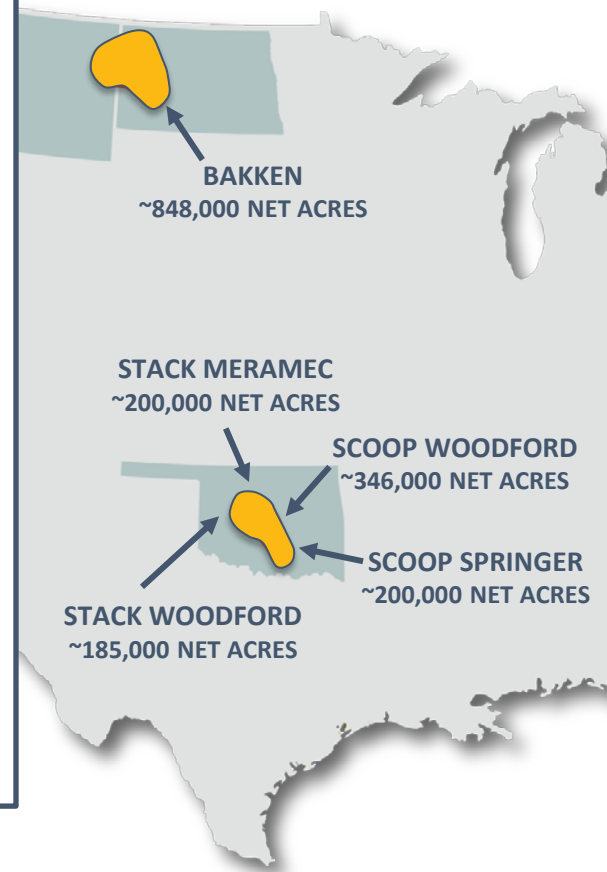 BAKKEN
~848,000 NET ACRES
STACK MERAMEC
~200,000 NET ACRES
SCOOP WOODFORD
~346,000 NET ACRES
SCOOP SPRINGER
~200,000 NET ACRES
STACK WOODFORD
~185,000 NET ACRES